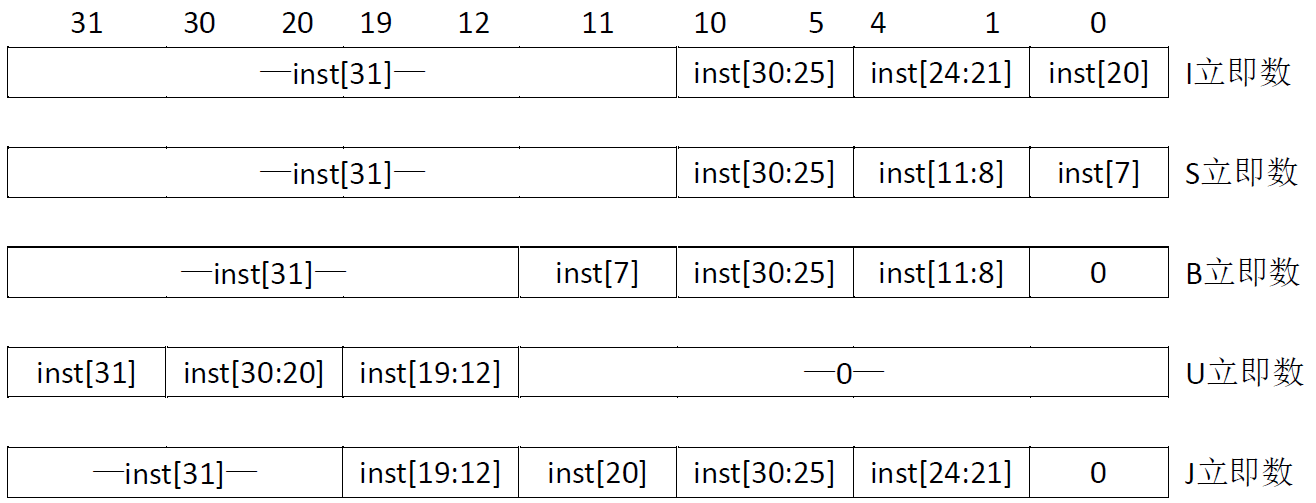 31 30 20 19 12 11 10 5 4 1 0
—inst[31]— inst[30:25] inst[24:21] inst[20] I立即数
—inst[31]— inst[30:25] inst[11:8] inst[7] S立即数
—inst[31]— inst[7] inst[30:25] inst[11:8] 0 B立即数
inst[31] inst[30:20] inst[19:12] —0— U立即数
—inst[31]— inst[19:12] inst[20] inst[30:25] inst[24:21] 0 J立即数